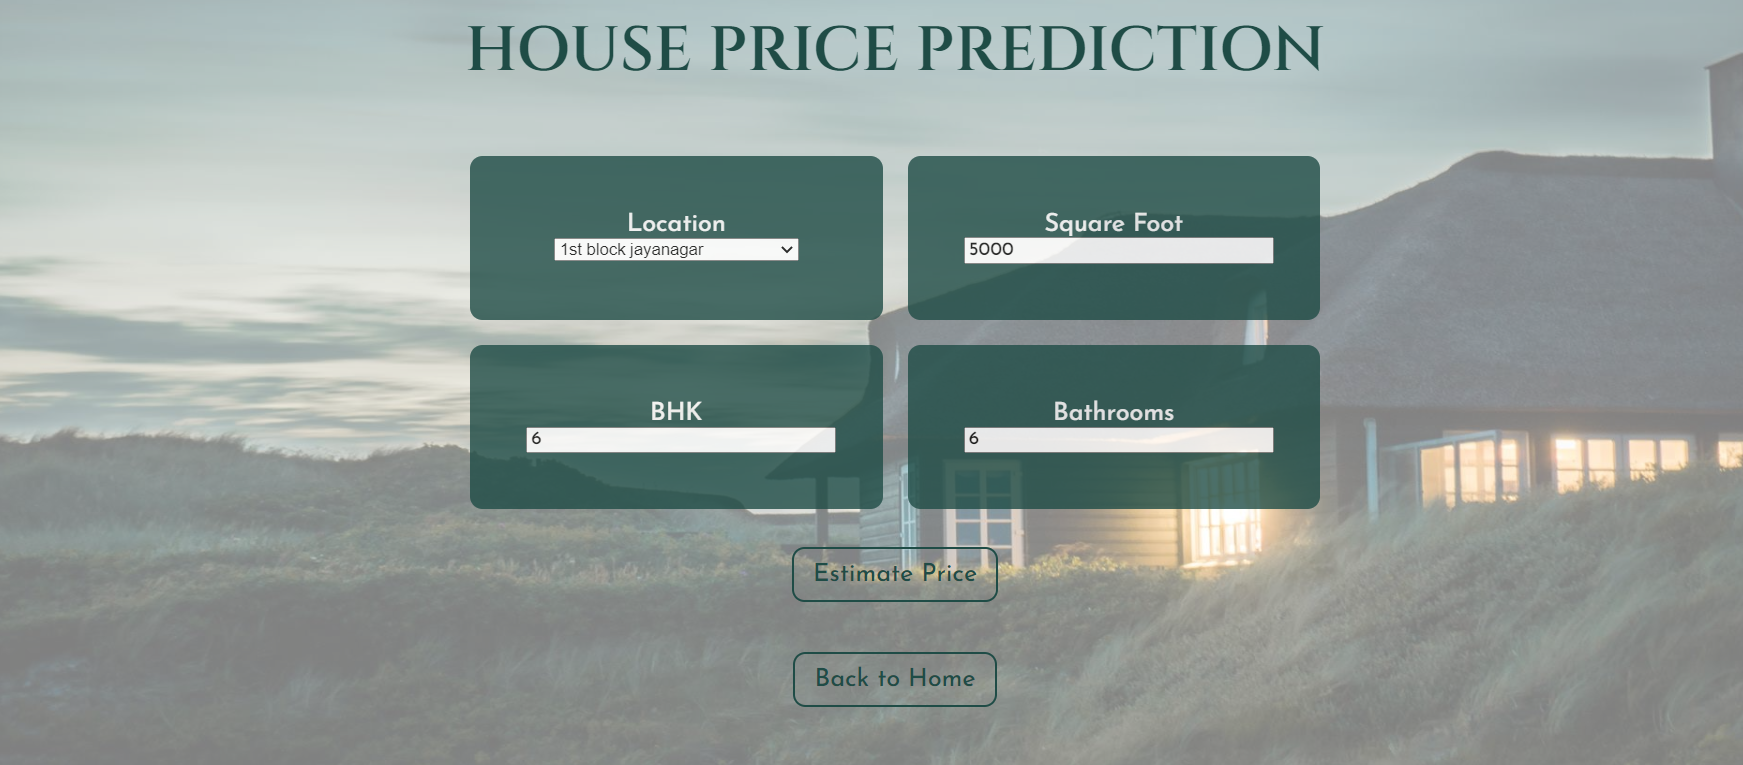 HOUSE PRICE PREDICTION
Location
1st block jayanagar
Square Foot
5000
BHK
6
Bathrooms
6
Estimate Price
Back to Home